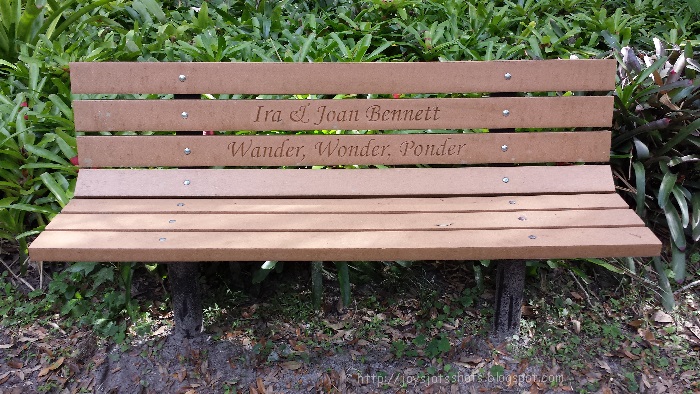 Ira & Joan Bennett
Wander, Wonder. Ponder
http://joysjotsshots.blogspot.com